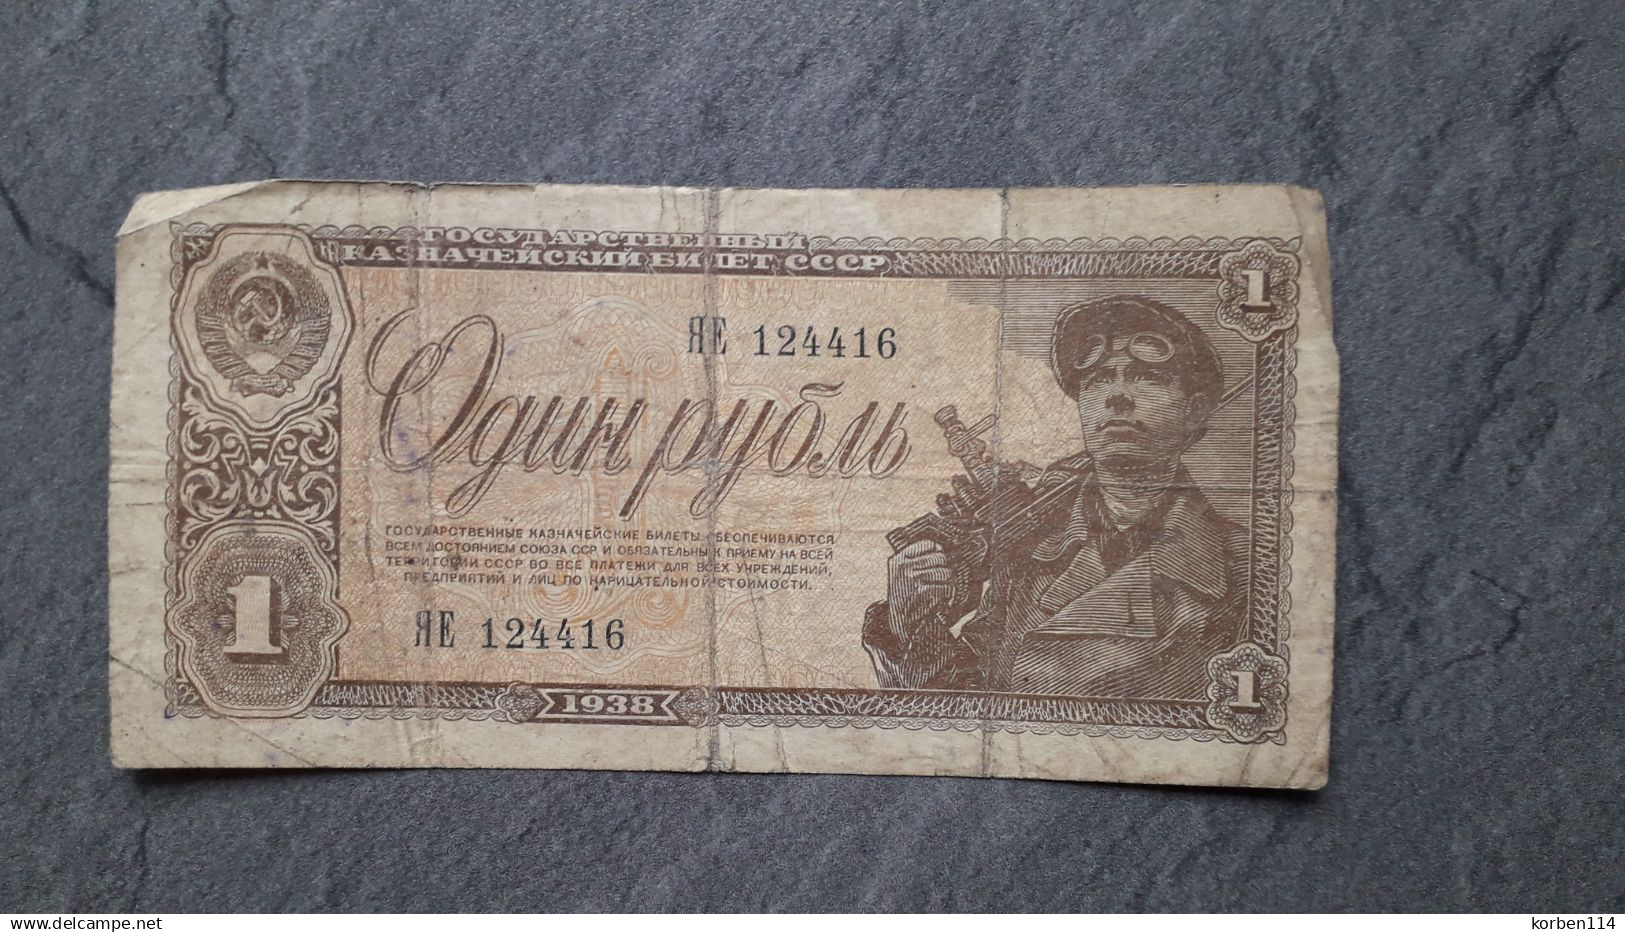 ГОСУДАРСТВЕННЫЙ
КАЗНАЧЕЙСКИЙ БИЛЕТ СССР
1
ЯЕ 124416
Один рубль
ГОСУДАРСТВЕННЫЕ КАЗНАЧЕЙСКИЕ БИЛЕТЫ ОБЕСПЕЧИВАЮТСЯ
ВСЕМ ДОСТОЯНИЕМ СОЮЗА ССР И ОБЯЗАТЕЛЬНЫ К ПРИЕМУ НА ВСЕЙ
ТЕРРИТОРИИ СССР ВО ВСЕ ПЛАТЕЖИ ДЛЯ ВСЕХ УЧРЕЖДЕНИЙ,
ПРЕДПРИЯТИЙ И ЛИЦ ПО НАРИЦАТЕЛЬНОЙ СТОИМОСТИ.
1
ЯЕ 124416
1
1938
delcampe.net
korben114